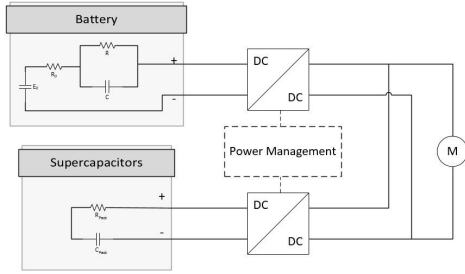 Battery
R
+
R₀
E₀
C
-
DC
DC
Power Management
M
Supercapacitors
+
R_Pack
-
C_Pack
DC
DC